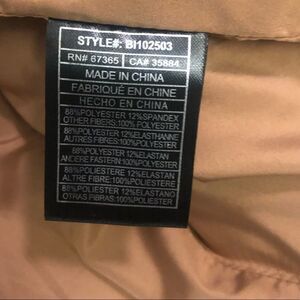 STYLE#: BI102503
RN# 67365 CA# 35884
MADE IN CHINA
FABRIQUÉ EN CHINE
HECHO EN CHINA
88%POLYESTER 12%SPANDEX
OTHER FIBERS:100% POLYESTER
88%POLYESTER 12%ELASTHANNE
AUTRES FIBRES:100%POLYESTER
88%POLYESTER 12%ELASTAN
ANDERE FASTERN:100%POLYESTER
88%POLIESTERE 12%ELASTAN
ALTRE FIBRE:100%POLIESTERE
88%POLIESTER 12%ELASTANO
OTRAS FIBRAS:100%POLIESTER